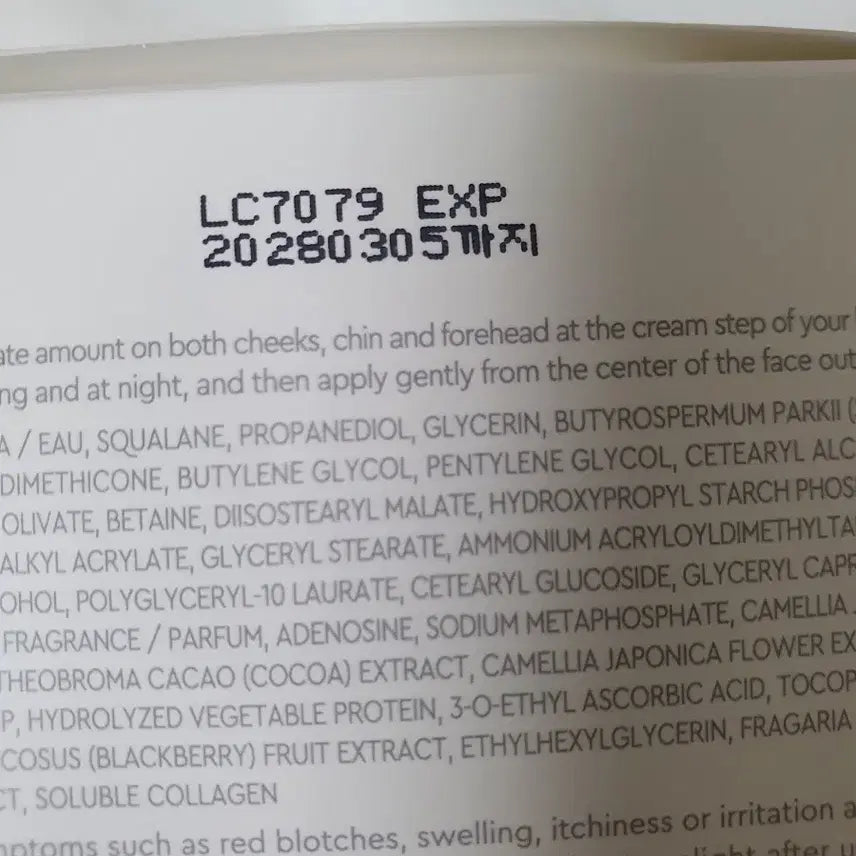 LC7079 EXP
20280305까지
ate amount on both cheeks, chin and forehead at the cream step of your
ng and at night, and then apply gently from the center of the face out
A / EAU, SQUALANE, PROPANEDIOL, GLYCERIN, BUTYROSPERMUM PARKII (
DIMETHICONE, BUTYLENE GLYCOL, PENTYLENE GLYCOL, CETEARYL ALC
OLIVATE, BETAINE, DIISOSTEARYL MALATE, HYDROXYPROPYL STARCH PHOS
ALKYL ACRYLATE, GLYCERYL STEARATE, AMMONIUM ACRYLOYLDIMETHYLTA
OHOL, POLYGLYCERYL-10 LAURATE, CETEARYL GLUCOSIDE, GLYCERYL CAPR
FRAGRANCE / PARFUM, ADENOSINE, SODIUM METAPHOSPHATE, CAMELLIA
THEOBROMA CACAO (COCOA) EXTRACT, CAMELLIA JAPONICA FLOWER EX
P, HYDROLYZED VEGETABLE PROTEIN, 3-O-ETHYL ASCORBIC ACID, TOCOP
COSUS (BLACKBERRY) FRUIT EXTRACT, ETHYLHEXYLGLYCERIN, FRAGARIA
CT, SOLUBLE COLLAGEN
mptoms such as red blotches, swelling, itchiness or irritation a
light after u